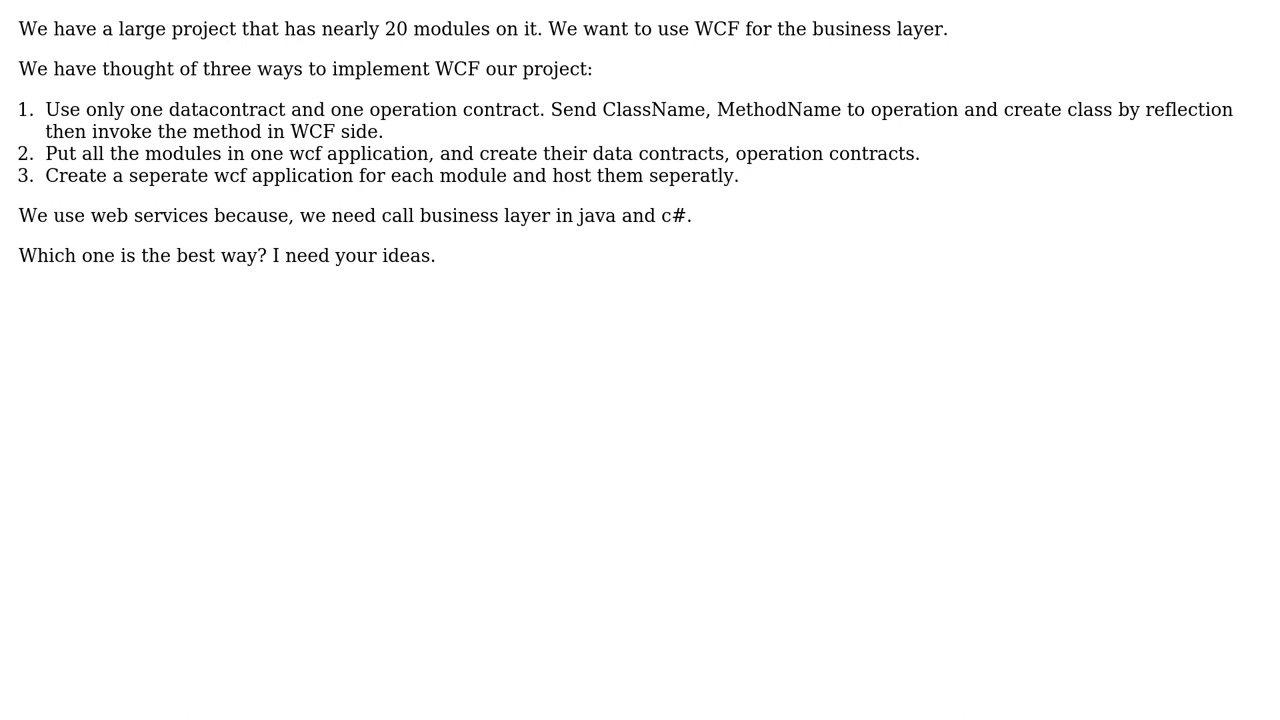 We have a large project that has nearly 20 modules on it. We want to use WCF for the business layer.
We have thought of three ways to implement WCF our project:
1. Use only one datacontract and one operation contract. Send ClassName, MethodName to operation and create class by reflection
then invoke the method in WCF side.
2. Put all the modules in one wcf application, and create their data contracts, operation contracts.
3. Create a seperate wcf application for each module and host them seperatly.
We use web services because, we need call business layer in java and c#.
Which one is the best way? I need your ideas.